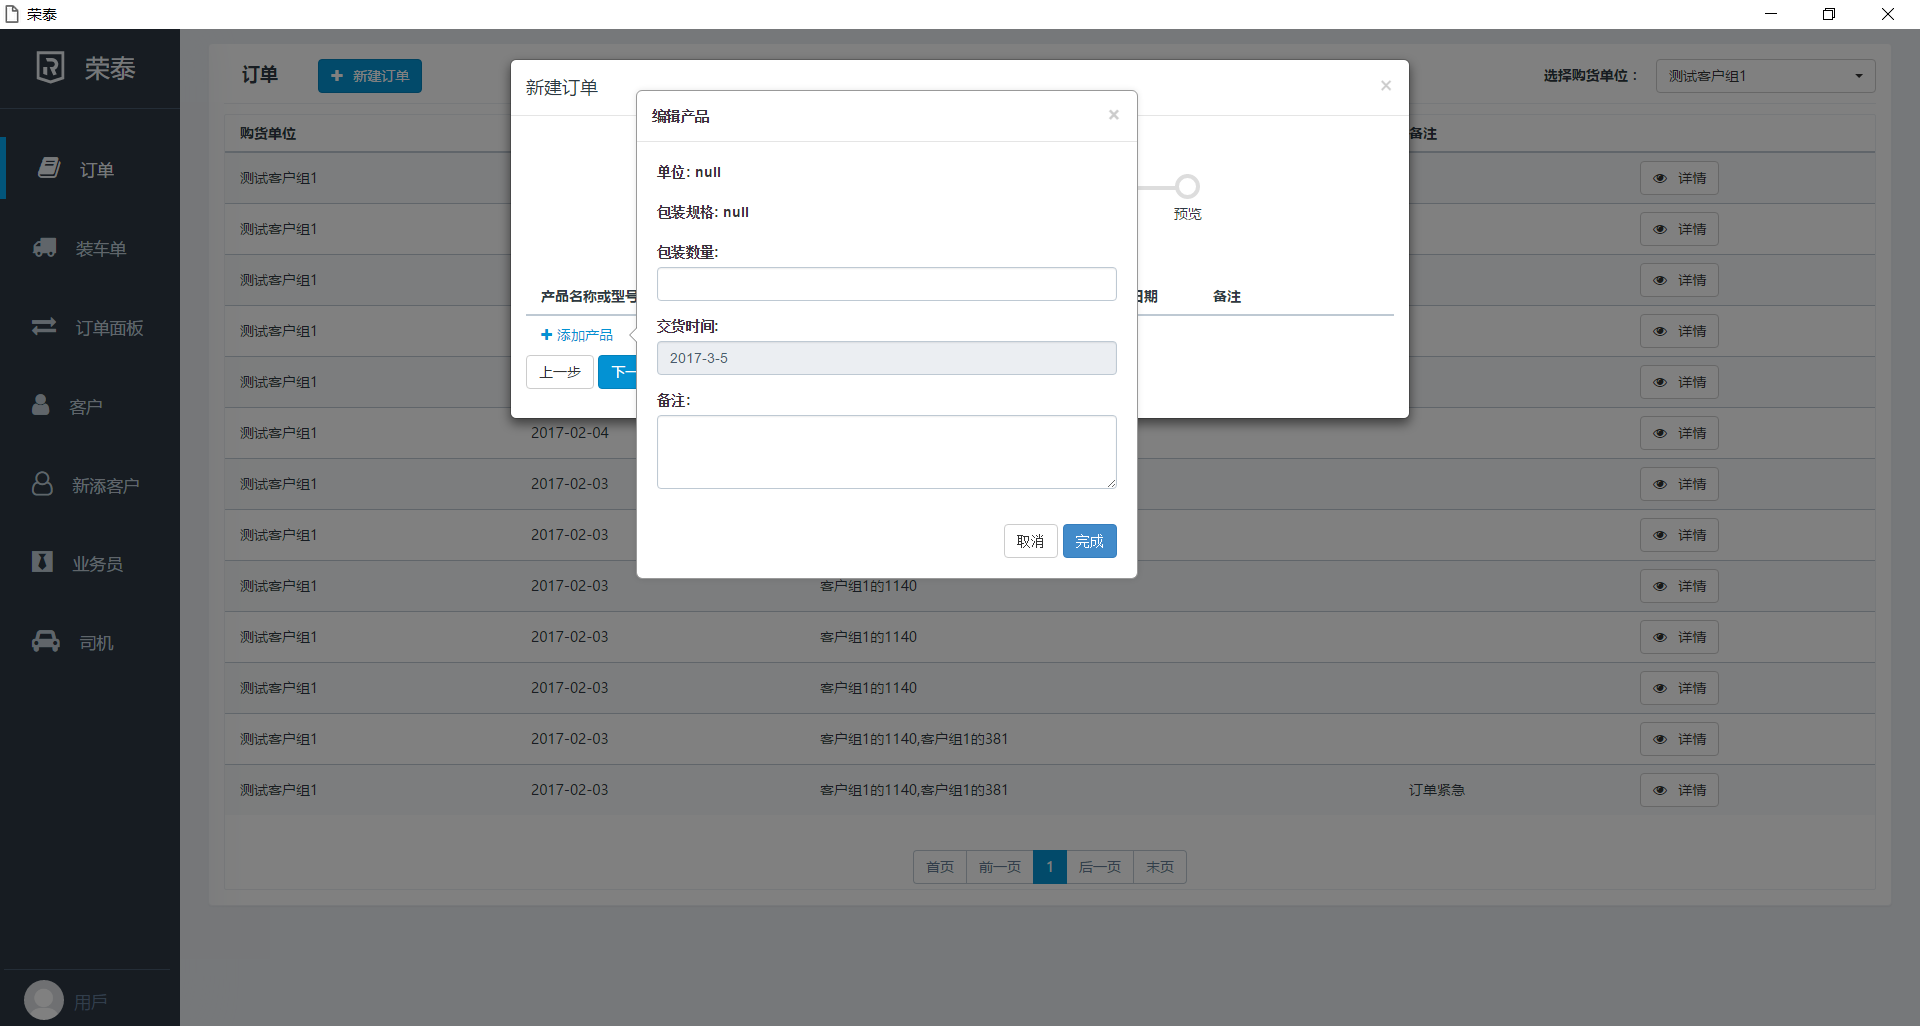 荣泰
荣泰
订单
新建订单
选择购货单位：
测试客户组1
订单
装车单
订单面板
客户
新添客户
业务员
司机
用戶
新建订单
×
编辑产品
×
单位: null
包装规格: null
包装数量:
交货时间:
2017-3-5
备注:
取消 完成
预览
产品名称或型号
日期 备注
添加产品
上一步 下一
购货单位 备注
测试客户组1 详情
测试客户组1 详情
测试客户组1 详情
测试客户组1 详情
测试客户组1 详情
测试客户组1 2017-02-04 详情
测试客户组1 2017-02-03 详情
测试客户组1 2017-02-03 详情
测试客户组1 2017-02-03 客户组1的1140 详情
测试客户组1 2017-02-03 客户组1的1140 详情
测试客户组1 2017-02-03 客户组1的1140 详情
测试客户组1 2017-02-03 客户组1的1140,客户组1的381 详情
测试客户组1 2017-02-03 客户组1的1140,客户组1的381 订单紧急 详情
首页 前一页 1 后一页 末页